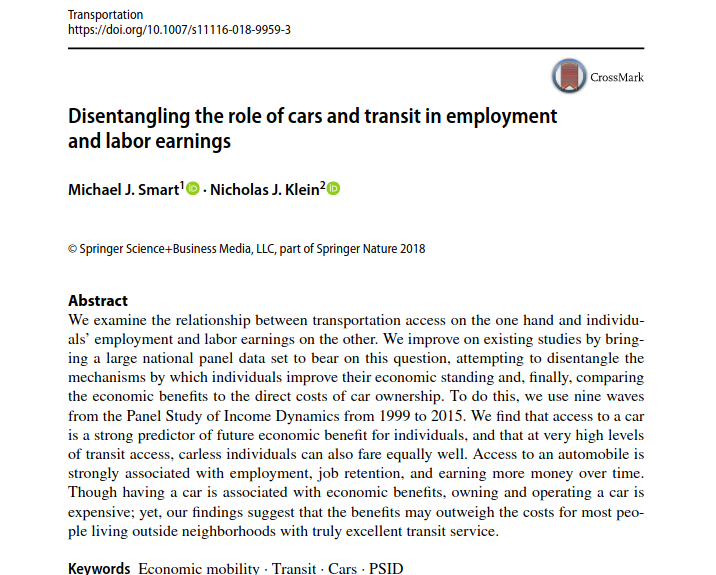 Transportation
https://doi.org/10.1007/s11116-018-9959-3
CrossMark
Disentangling the role of cars and transit in employment
and labor earnings
Michael J. Smart1 · Nicholas J. Klein2
© Springer Science+Business Media, LLC, part of Springer Nature 2018
Abstract
We examine the relationship between transportation access on the one hand and individu-
als' employment and labor earnings on the other. We improve on existing studies by bring-
ing a large national panel data set to bear on this question, attempting to disentangle the
mechanisms by which individuals improve their economic standing and, finally, comparing
the economic benefits to the direct costs of car ownership. To do this, we use nine waves
from the Panel Study of Income Dynamics from 1999 to 2015. We find that access to a car
is a strong predictor of future economic benefit for individuals, and that at very high levels
of transit access, carless individuals can also fare equally well. Access to an automobile is
strongly associated with employment, job retention, and earning more money over time.
Though having a car is associated with economic benefits, owning and operating a car is
expensive; yet, our findings suggest that the benefits may outweigh the costs for most peo-
ple living outside neighborhoods with truly excellent transit service.
Keywords Economic mobility · Transit · Cars · PSID